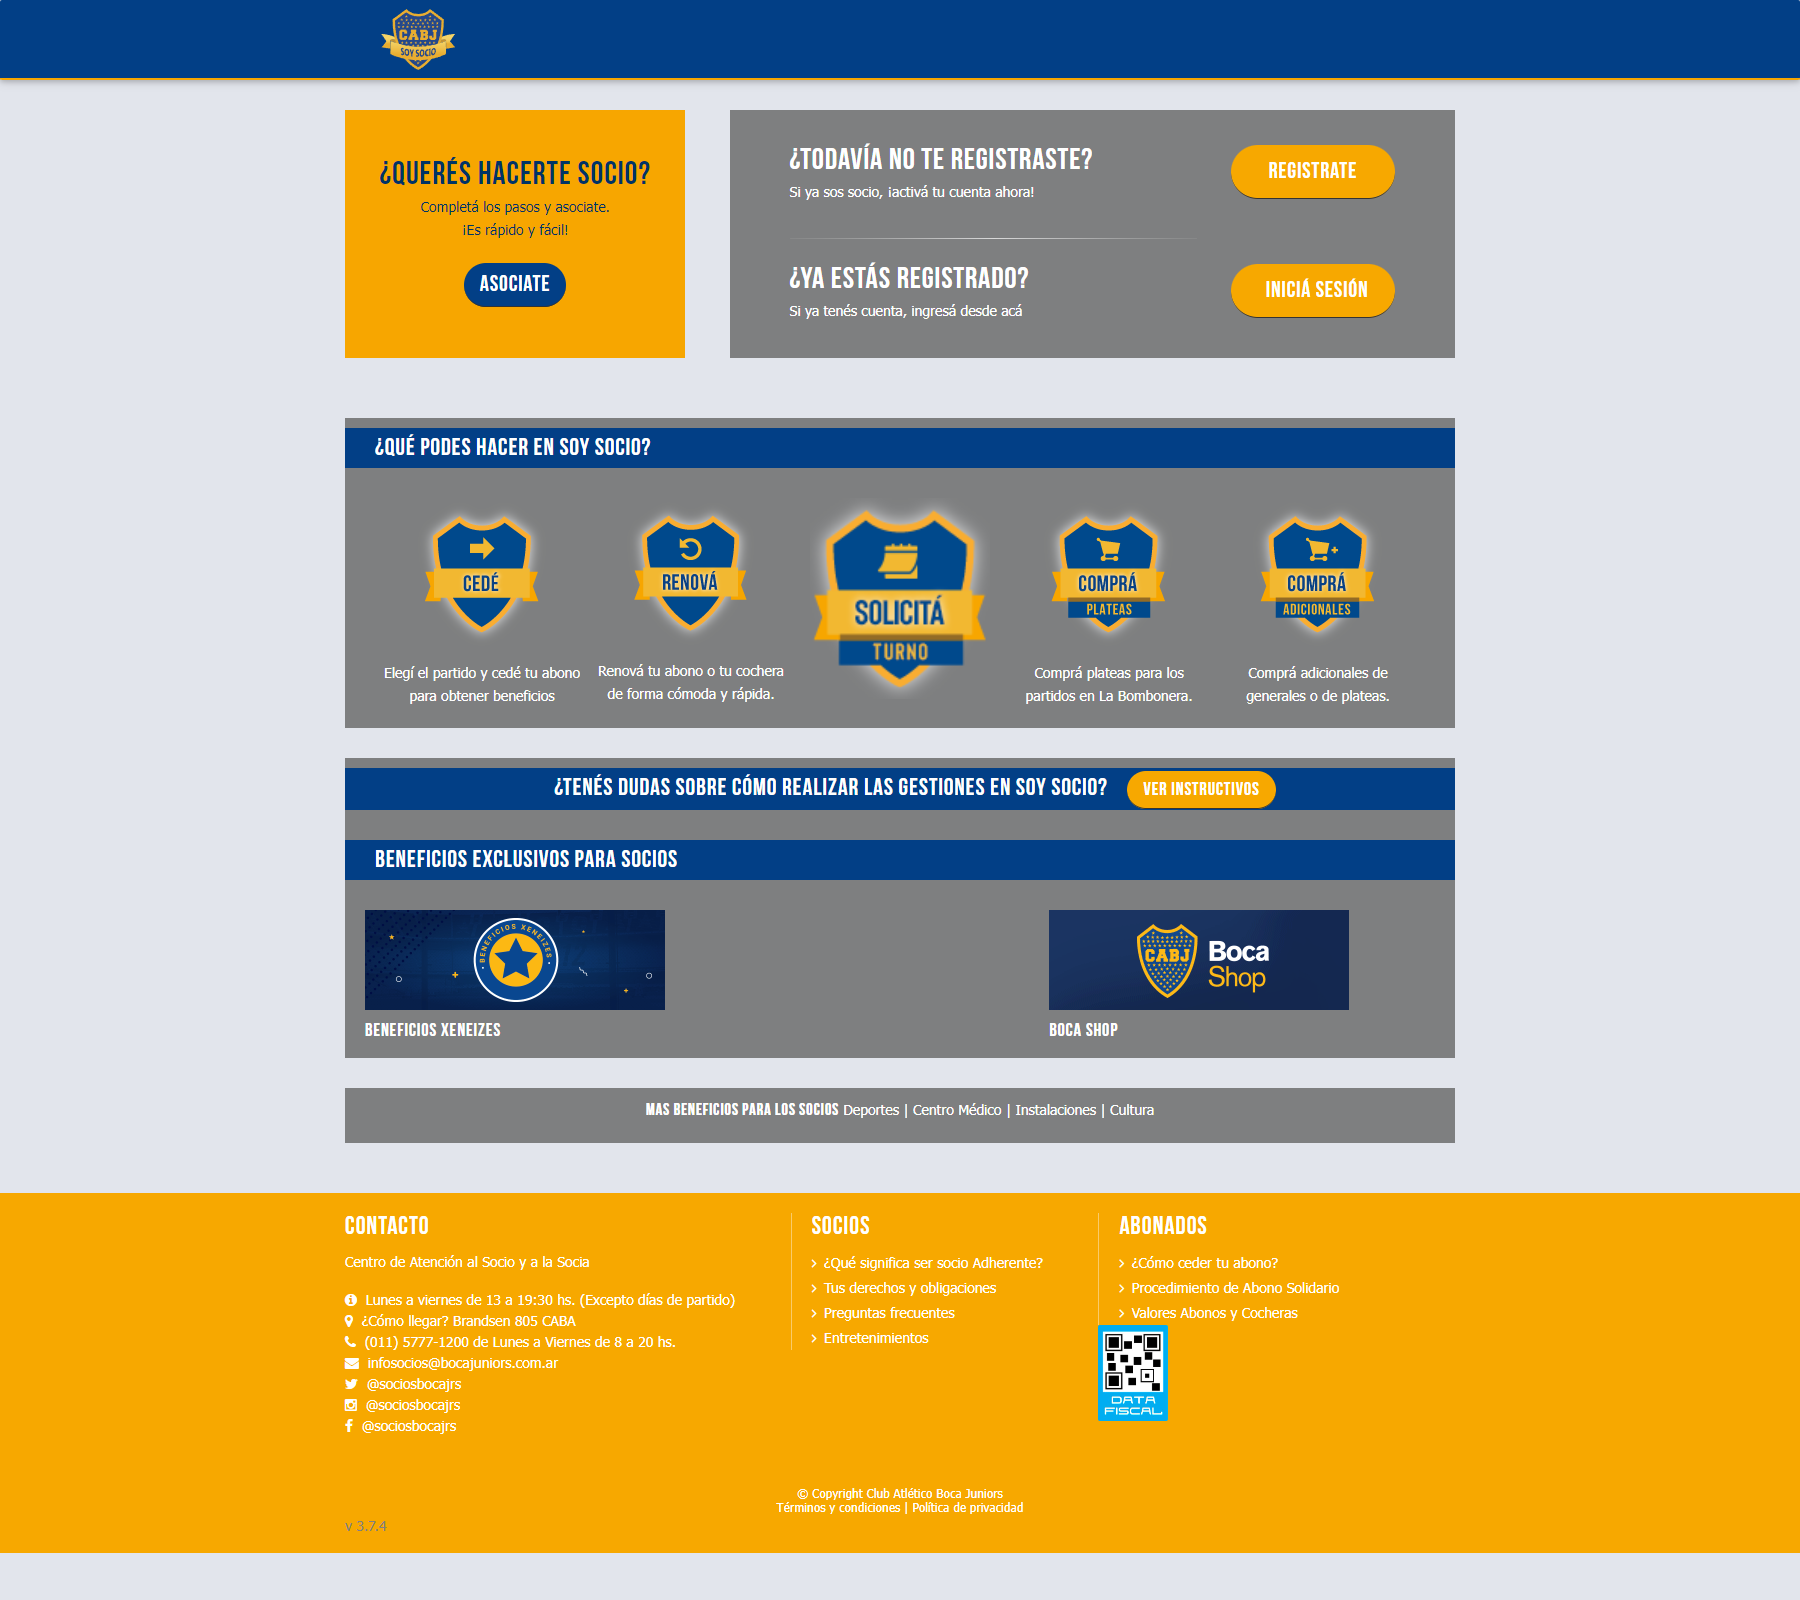 CABJ
SOY SOCIO
¿QUERÉS HACERTE SOCIO?
Completá los pasos y asociate.
¡Es rápido y fácil!
ASOCIATE
¿TODAVÍA NO TE REGISTRASTE?
Si ya sos socio, ¡activá tu cuenta ahora!
REGISTRATE
¿YA ESTÁS REGISTRADO?
Si ya tenés cuenta, ingresá desde acá
INICIÁ SESIÓN
¿QUÉ PODES HACER EN SOY SOCIO?
CEDÉ
Elegí el partido y cedé tu abono
para obtener beneficios
RENOVÁ
Renová tu abono o tu cochera
de forma cómoda y rápida.
SOLICITÁ
TURNO
COMPRÁ
PLATEAS
Comprá plateas para los
partidos en La Bombonera.
COMPRÁ
ADICIONALES
Comprá adicionales de
generales o de plateas.
¿TENÉS DUDAS SOBRE CÓMO REALIZAR LAS GESTIONES EN SOY SOCIO?
VER INSTRUCTIVOS
BENEFICIOS EXCLUSIVOS PARA SOCIOS
BENEFICIOS XENEIZES
BENEFICIOS XENEIZES
CABJ
Boca
Shop
BOCA SHOP
MAS BENEFICIOS PARA LOS SOCIOS Deportes | Centro Médico | Instalaciones | Cultura
CONTACTO
Centro de Atención al Socio y a la Socia
Lunes a viernes de 13 a 19:30 hs. (Excepto días de partido)
¿Cómo llegar? Brandsen 805 CABA
(011) 5777-1200 de Lunes a Viernes de 8 a 20 hs.
infosocios@bocajuniors.com.ar
@sociosbocajrs
@sociosbocajrs
@sociosbocajrs
SOCIOS
¿Qué significa ser socio Adherente?
Tus derechos y obligaciones
Preguntas frecuentes
Entretenimientos
ABONADOS
¿Cómo ceder tu abono?
Procedimiento de Abono Solidario
Valores Abonos y Cocheras
DATA
FISCAL
© Copyright Club Atlético Boca Juniors
Términos y condiciones | Política de privacidad
v 3.7.4